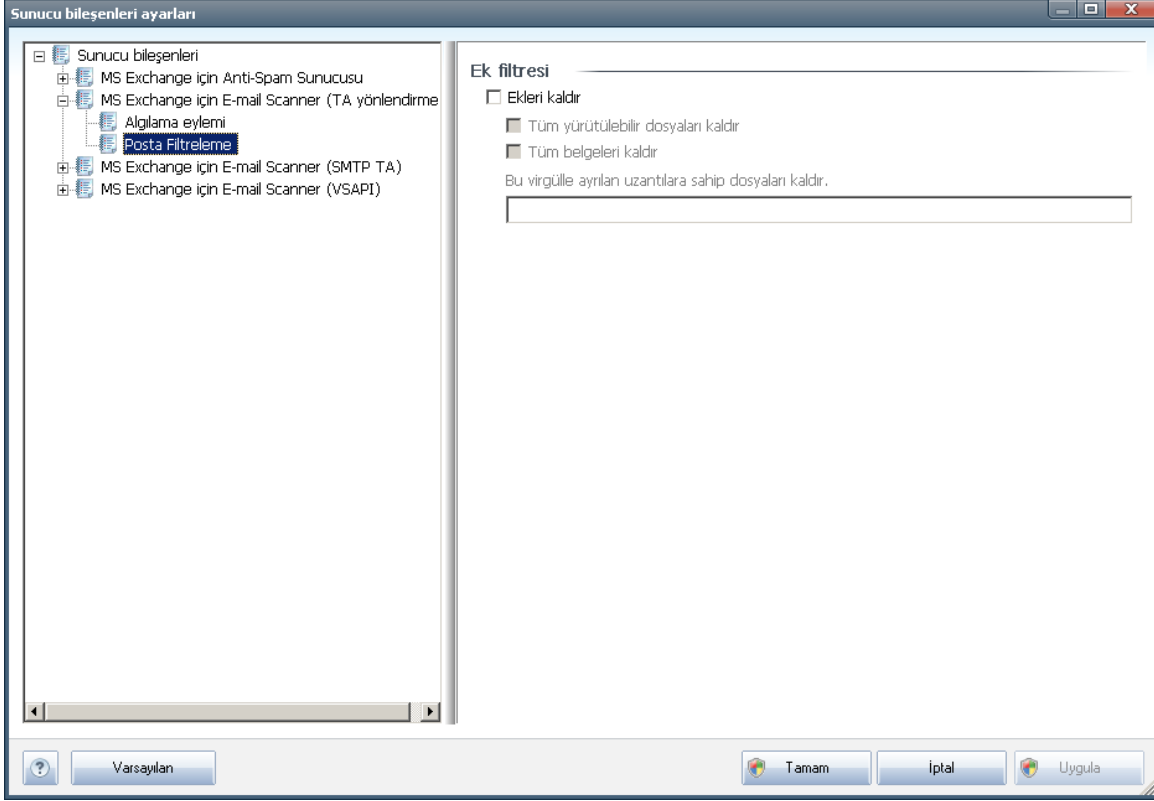 Sunucu bileşenleri ayarları
Sunucu bileşenleri
MS Exchange için Anti-Spam Sunucusu
MS Exchange için E-mail Scanner (TA yönlendirme
Algılama eylemi
Posta Filtreleme
MS Exchange için E-mail Scanner (SMTP TA)
MS Exchange için E-mail Scanner (VSAPI)
Ek filtresi
Ekleri kaldır
Tüm yürütülebilir dosyaları kaldır
Tüm belgeleri kaldır
Bu virgülle ayrılan uzantılara sahip dosyaları kaldır.
? Varsayılan Tamam İptal Uygula